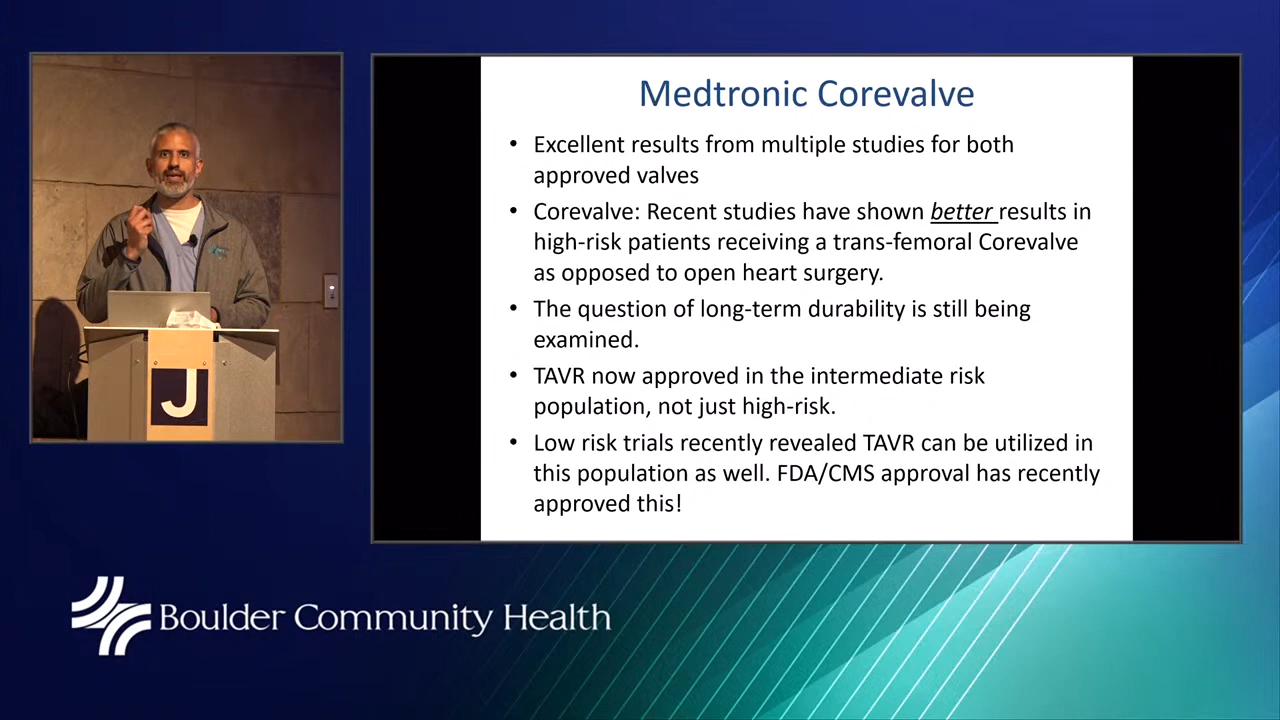 Medtronic Corevalve
• Excellent results from multiple studies for both
approved valves
• Corevalve: Recent studies have shown better results in
high-risk patients receiving a trans-femoral Corevalve
as opposed to open heart surgery.
• The question of long-term durability is still being
examined.
• TAVR now approved in the intermediate risk
population, not just high-risk.
• Low risk trials recently revealed TAVR can be utilized in
this population as well. FDA/CMS approval has recently
approved this!
J
Boulder Community Health